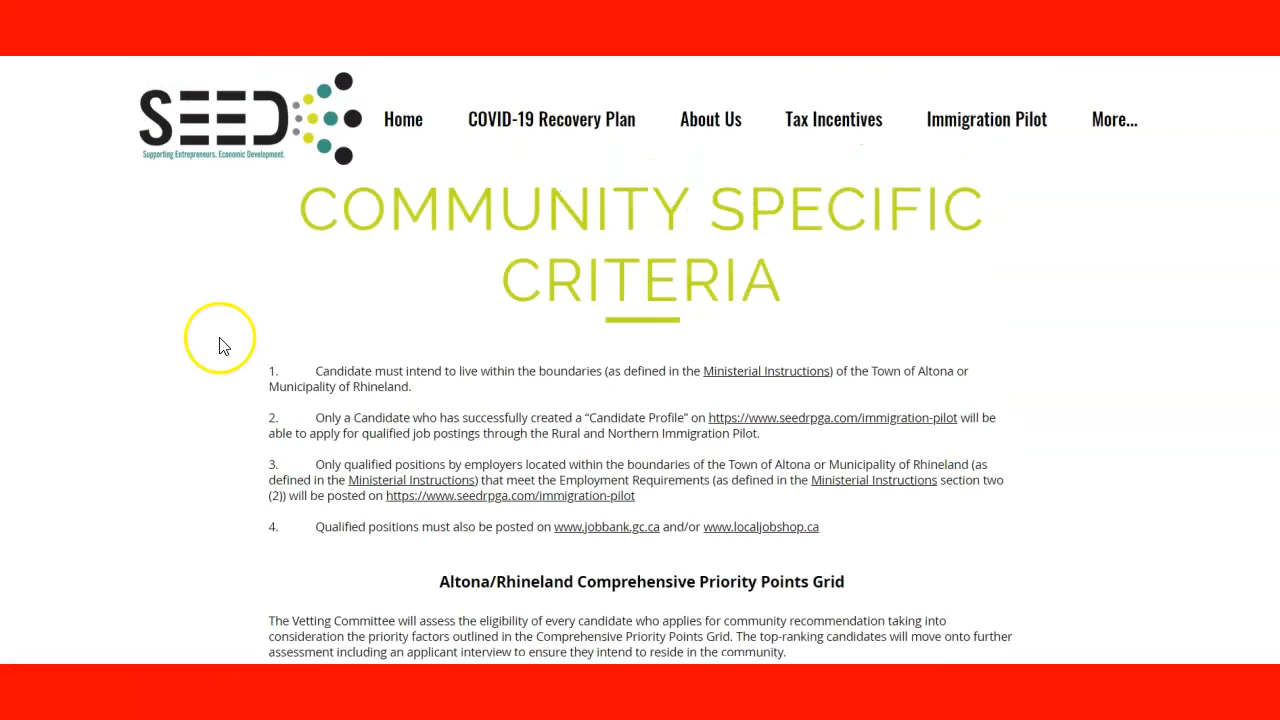 SEED
Supporting Entrepreneurs. Economic Development.
Home COVID-19 Recovery Plan About Us Tax Incentives Immigration Pilot More...
COMMUNITY SPECIFIC
CRITERIA
1. Candidate must intend to live within the boundaries (as defined in the Ministerial Instructions) of the Town of Altona or
Municipality of Rhineland.
2. Only a Candidate who has successfully created a “Candidate Profile” on https://www.seedrpga.com/immigration-pilot will be
able to apply for qualified job postings through the Rural and Northern Immigration Pilot.
3. Only qualified positions by employers located within the boundaries of the Town of Altona or Municipality of Rhineland (as
defined in the Ministerial Instructions) that meet the Employment Requirements (as defined in the Ministerial Instructions section two
(2)) will be posted on https://www.seedrpga.com/immigration-pilot
4. Qualified positions must also be posted on www.jobbank.gc.ca and/or www.localjobshop.ca
Altona/Rhineland Comprehensive Priority Points Grid
The Vetting Committee will assess the eligibility of every candidate who applies for community recommendation taking into
consideration the priority factors outlined in the Comprehensive Priority Points Grid. The top-ranking candidates will move onto further
assessment including an applicant interview to ensure they intend to reside in the community.